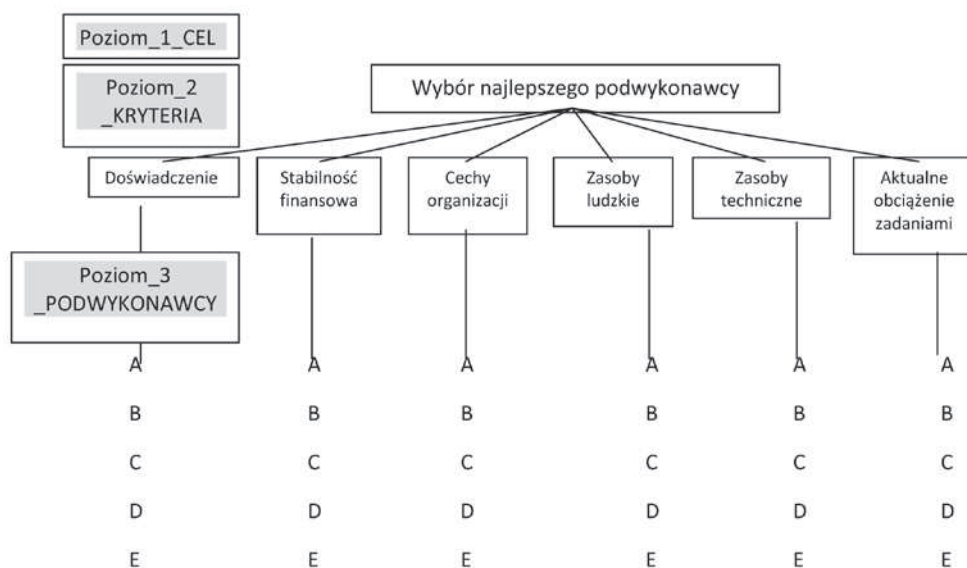 Poziom_1_CEL
Poziom_2
_KRYTERIA
Wybór najlepszego podwykonawcy
Doświadczenie
Stabilność
finansowa
Cechy
organizacji
Zasoby
ludzkie
Zasoby
techniczne
Aktualne
obciążenie
zadaniami
Poziom_3
_PODWYKONAWCY
A A A A A A
B B B B B B
C C C C C C
D D D D D D
E E E E E E